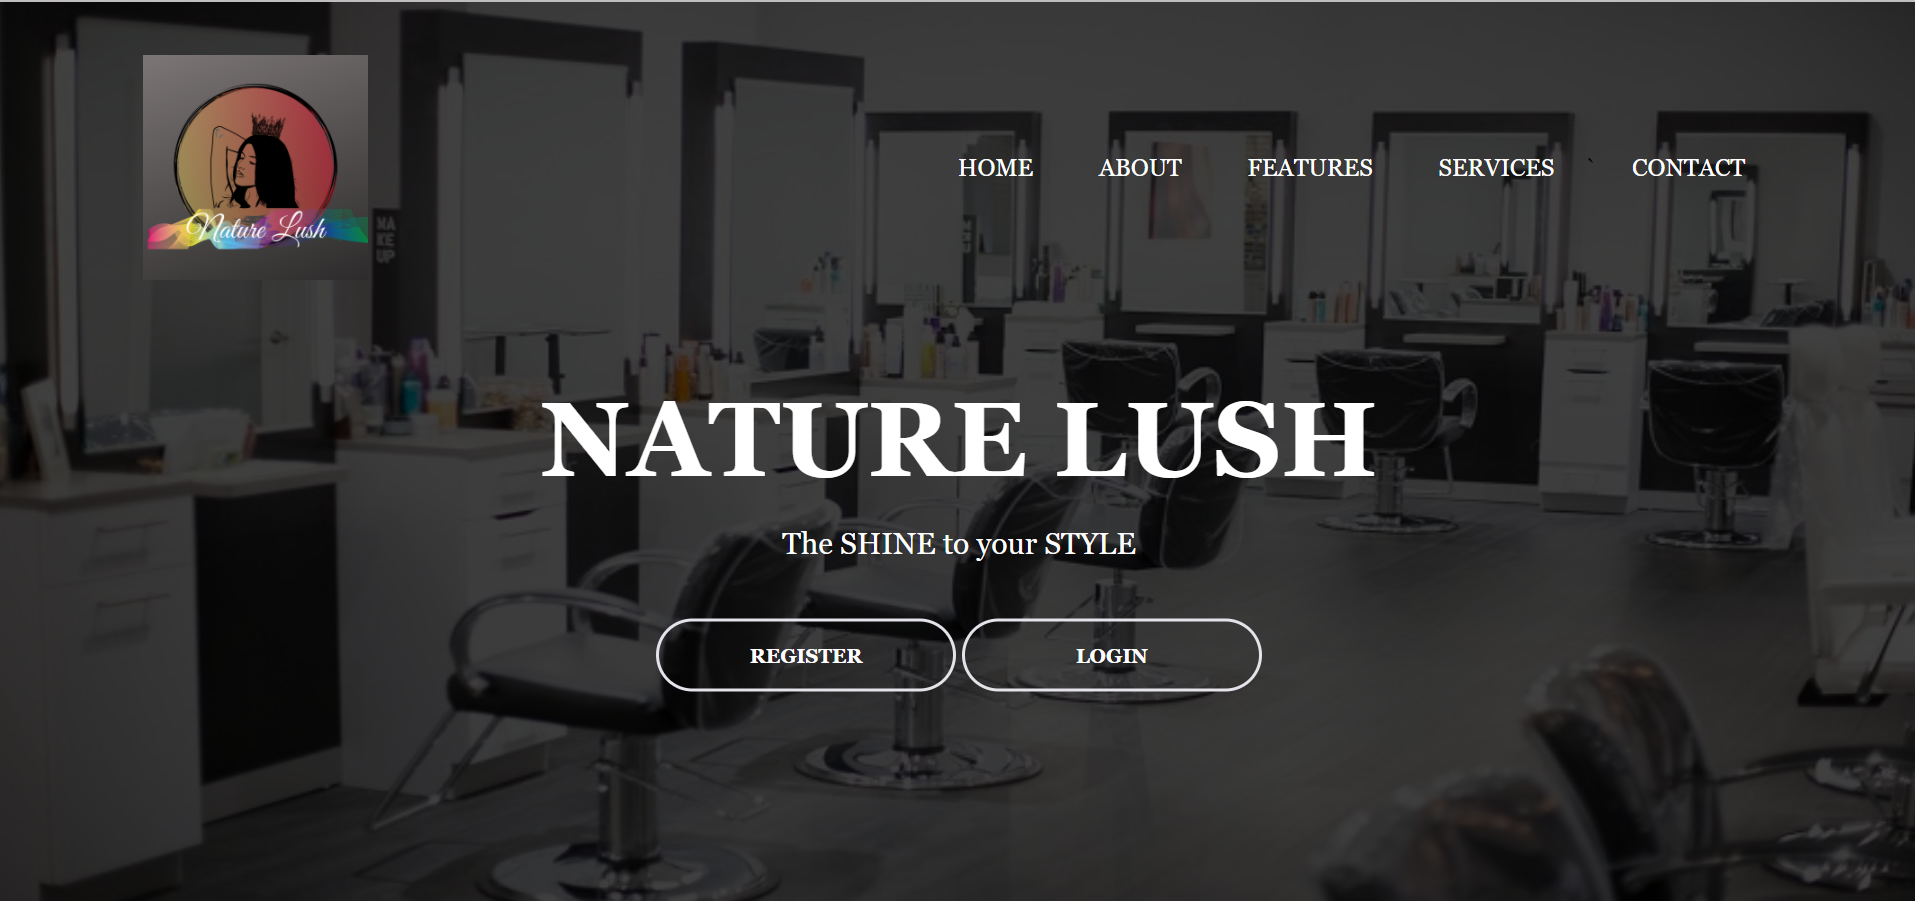 HOME ABOUT FEATURES SERVICES ` CONTACT
Nature Lush
MA
KE
UP
NATURE LUSH
The SHINE to your STYLE
REGISTER LOGIN